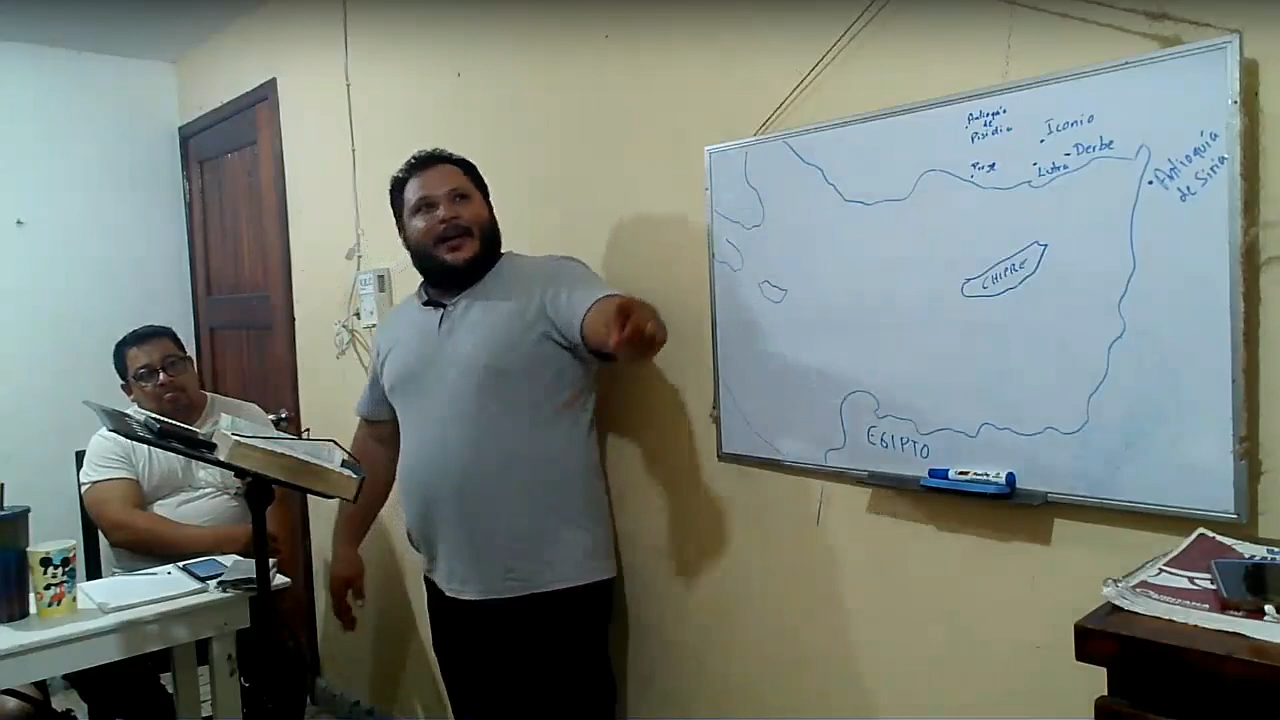 Antioquía
de
Pisidia
Iconio
Derbe
Listra
Perge
Antioquía
de Siria
CHIPRE
EGIPTO